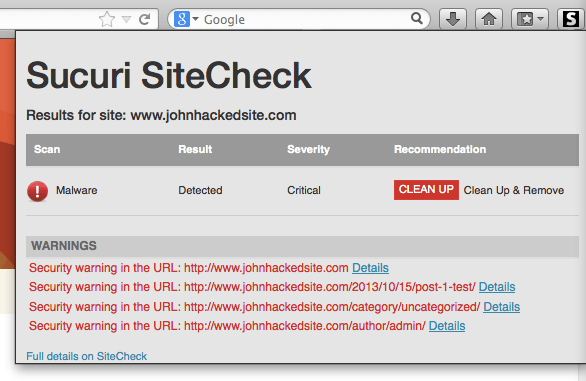 Google
S
Sucuri SiteCheck
Results for site: www.johnhackedsite.com
Scan Result Severity Recommendation
! Malware Detected Critical CLEAN UP Clean Up & Remove
WARNINGS
Security warning in the URL: http://www.johnhackedsite.com Details
Security warning in the URL: http://www.johnhackedsite.com/2013/10/15/post-1-test/ Details
Security warning in the URL: http://www.johnhackedsite.com/category/uncategorized/ Details
Security warning in the URL: http://www.johnhackedsite.com/author/admin/ Details
Full details on SiteCheck